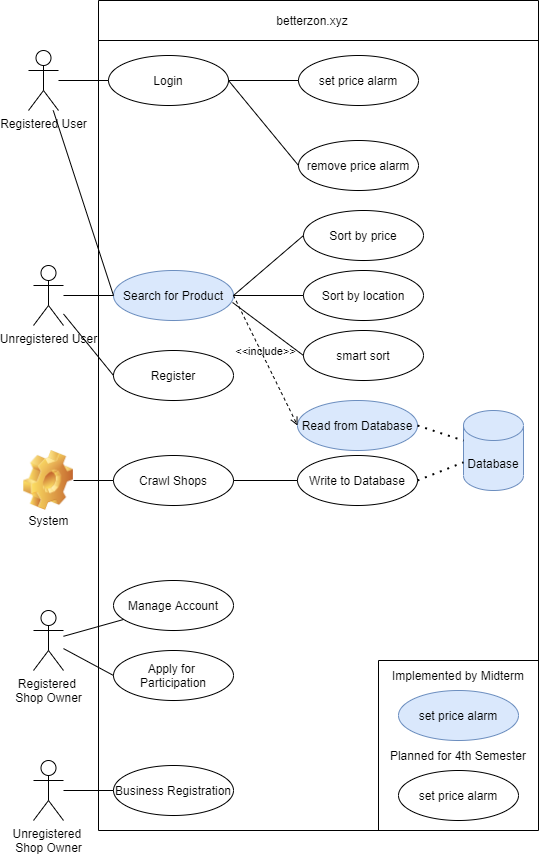 betterzon.xyz
Login
set price alarm
Registered User
remove price alarm
Sort by price
Search for Product
Sort by location
Unregistered User
<<include>>
smart sort
Register
Read from Database
Database
Crawl Shops
Write to Database
System
Manage Account
Apply for
Participation
Registered
Shop Owner
Implemented by Midterm
set price alarm
Planned for 4th Semester
set price alarm
Business Registration
Unregistered
Shop Owner